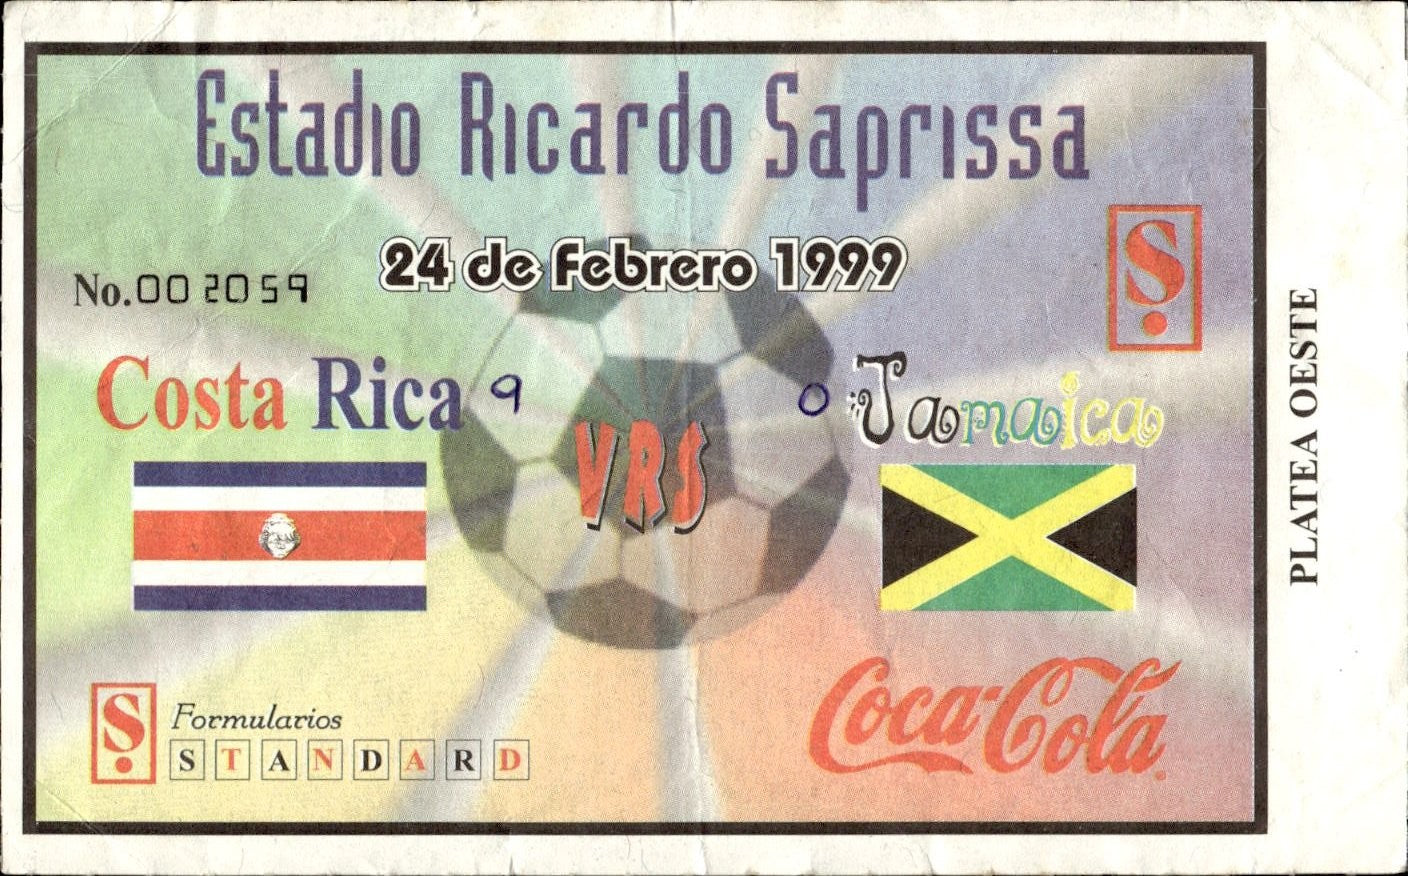 Estadio Ricardo Saprissa
24 de Febrero 1999
No.002059
S
Costa Rica 9
0 Jamaica
VRS
PLATEA OESTE
S
Formularios
STANDARD
Coca-Cola